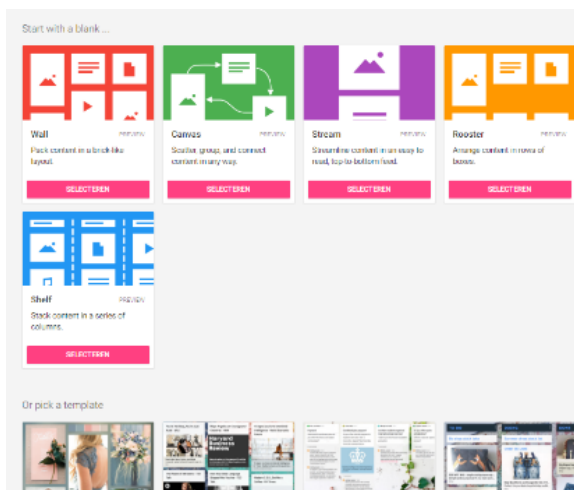 Start with a blank ...
Wall
PREVIEW
Pack content in a brick-like
layout.
SELECTEREN
Canvas
PREVIEW
Scatter, group, and connect
content in any way.
SELECTEREN
Stream
PREVIEW
Streamline content in an easy to
read, top-to-bottom feed.
SELECTEREN
Rooster
PREVIEW
Arrange content in rows of
boxes.
SELECTEREN
Shelf
PREVIEW
Stack content in a series of
columns.
SELECTEREN
Or pick a template
Harvard
Business
Review